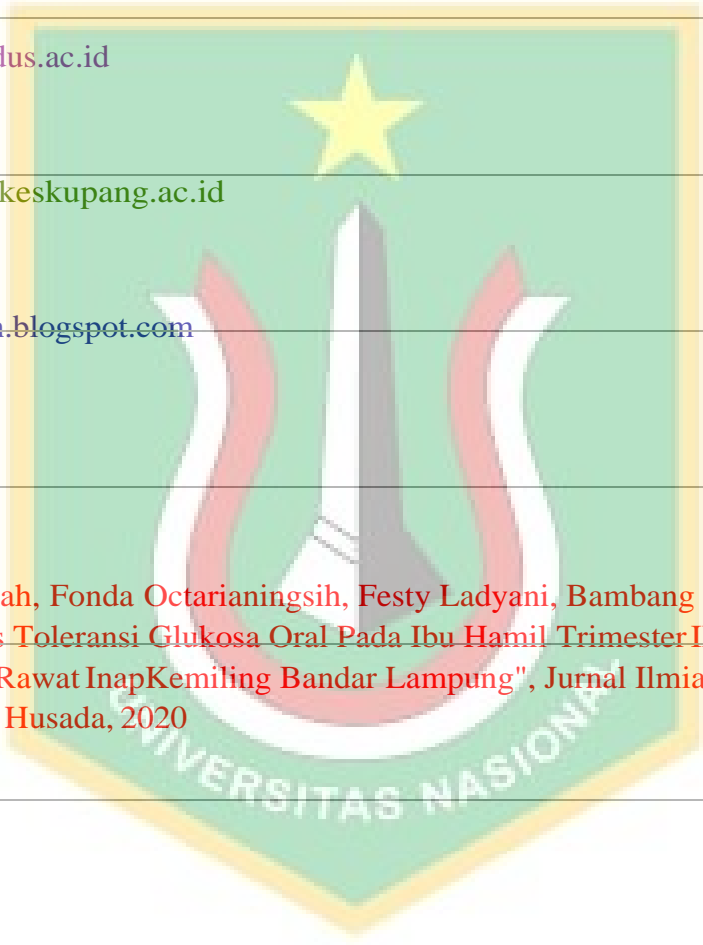 dus.ac.id
keskupang.ac.id
n.blogspot.com
ah, Fonda Octarianingsih, Festy Ladyani, Bambang
s Toleransi Glukosa Oral Pada Ibu Hamil Trimester I
Rawat InapKemiling Bandar Lampung", Jurnal Ilmia
Husada, 2020
UNIVERSITAS NASIONAL